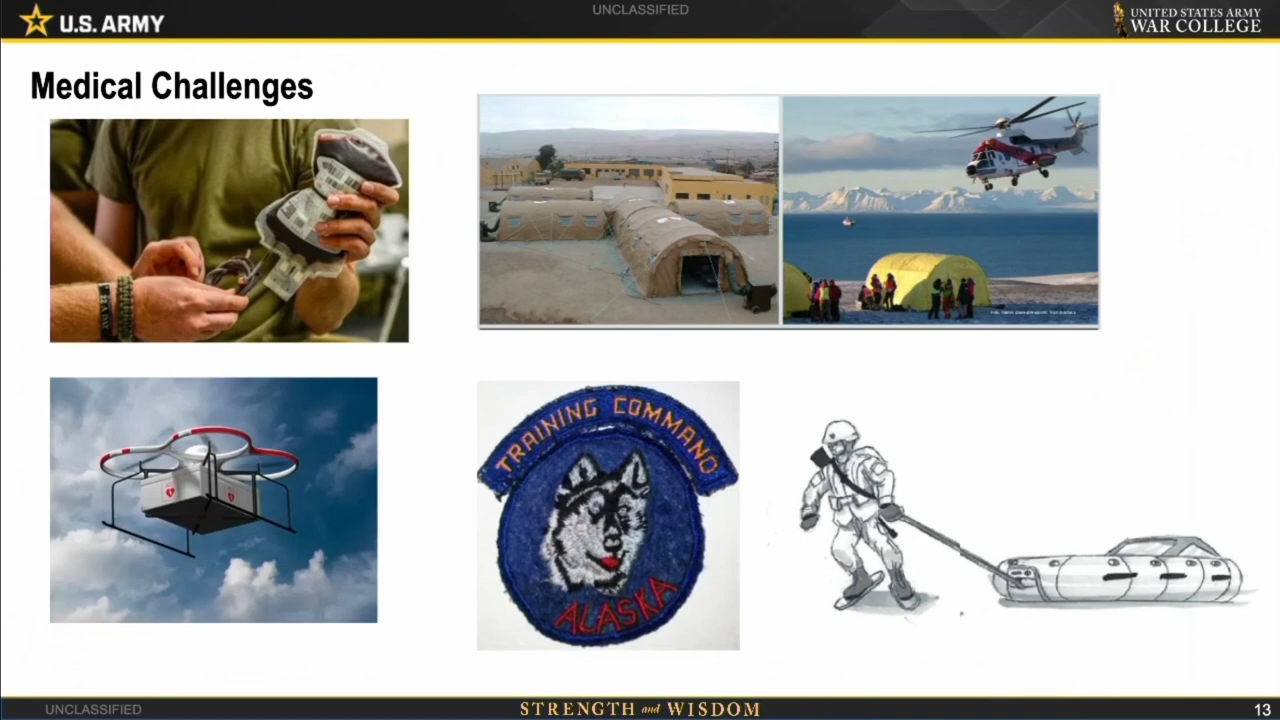 UNCLASSIFIED
U.S. ARMY
UNITED STATES ARMY
WAR COLLEGE
Medical Challenges
TRAINING COMMAND
ALASKA
UNCLASSIFIED
STRENGTH and WISDOM
13